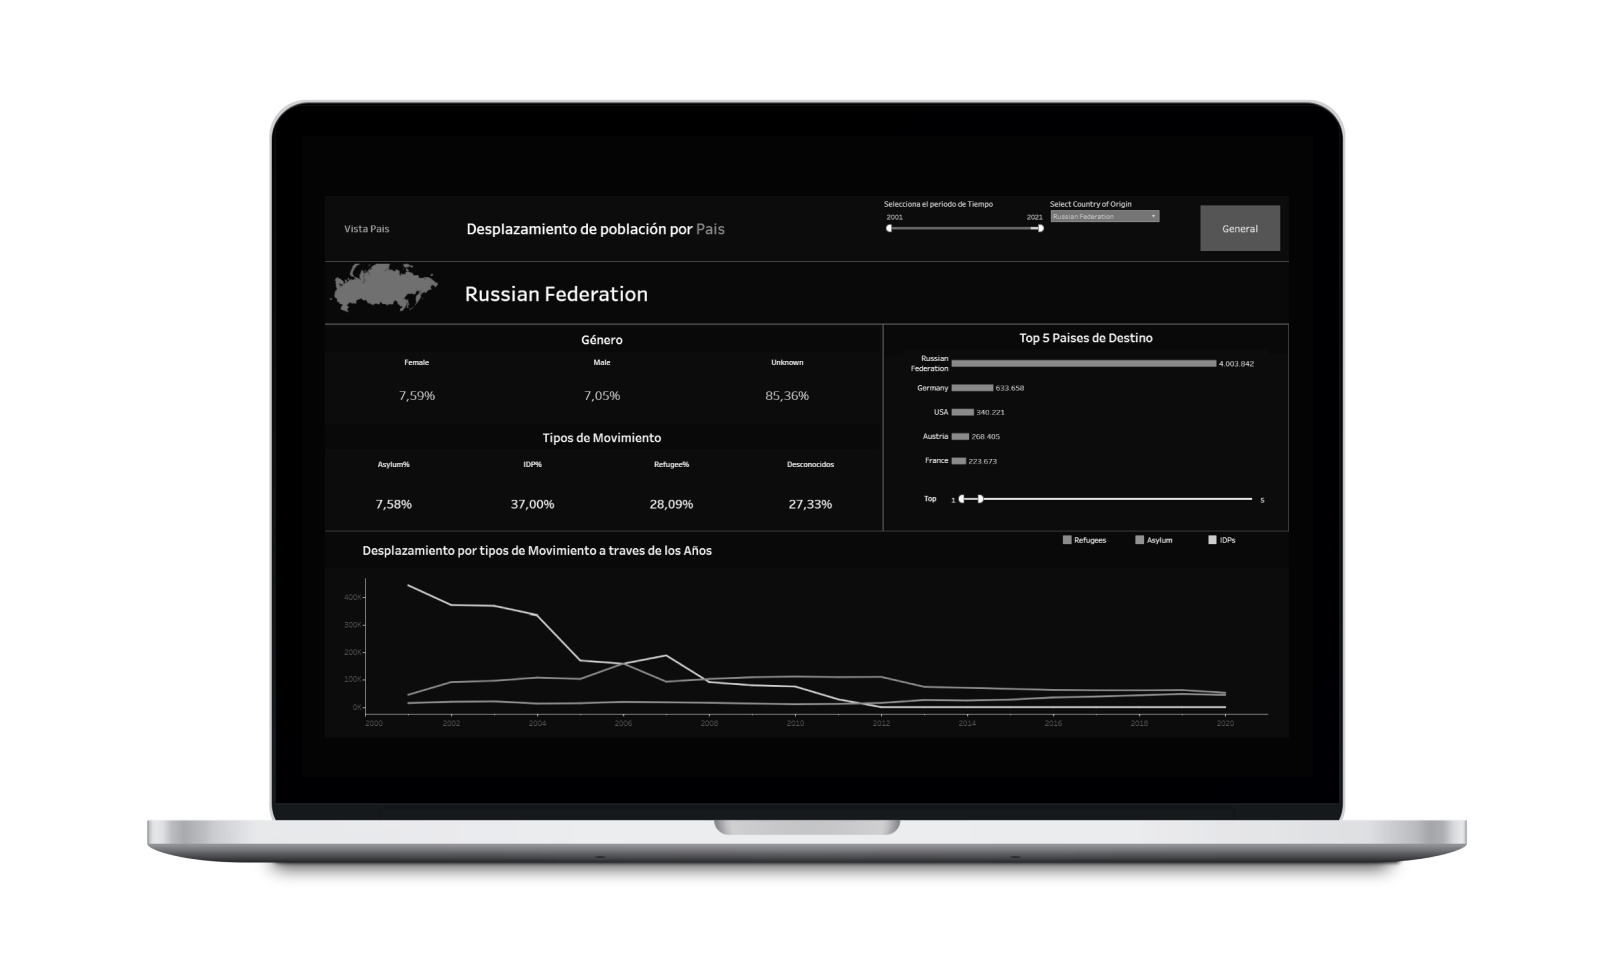 Vista Pais
Desplazamiento de población por Pais
Selecciona el periodo de Tiempo
2001 2021
Select Country of Origin
Russian Federation
General
Russian Federation
Género
Female Male Unknown
7,59% 7,05% 85,36%
Tipos de Movimiento
Asylum% IDP% Refugee% Desconocidos
7,58% 37,00% 28,09% 27,33%
Top 5 Paises de Destino
Russian
Federation 4.003.842
Germany 633.658
USA 340.221
Austria 268.405
France 223.673
Top 1 5
Desplazamiento por tipos de Movimiento a traves de los Años
Refugees Asylum IDPs
400K
300K
200K
100K
0K
2000 2002 2004 2006 2008 2010 2012 2014 2016 2018 2020